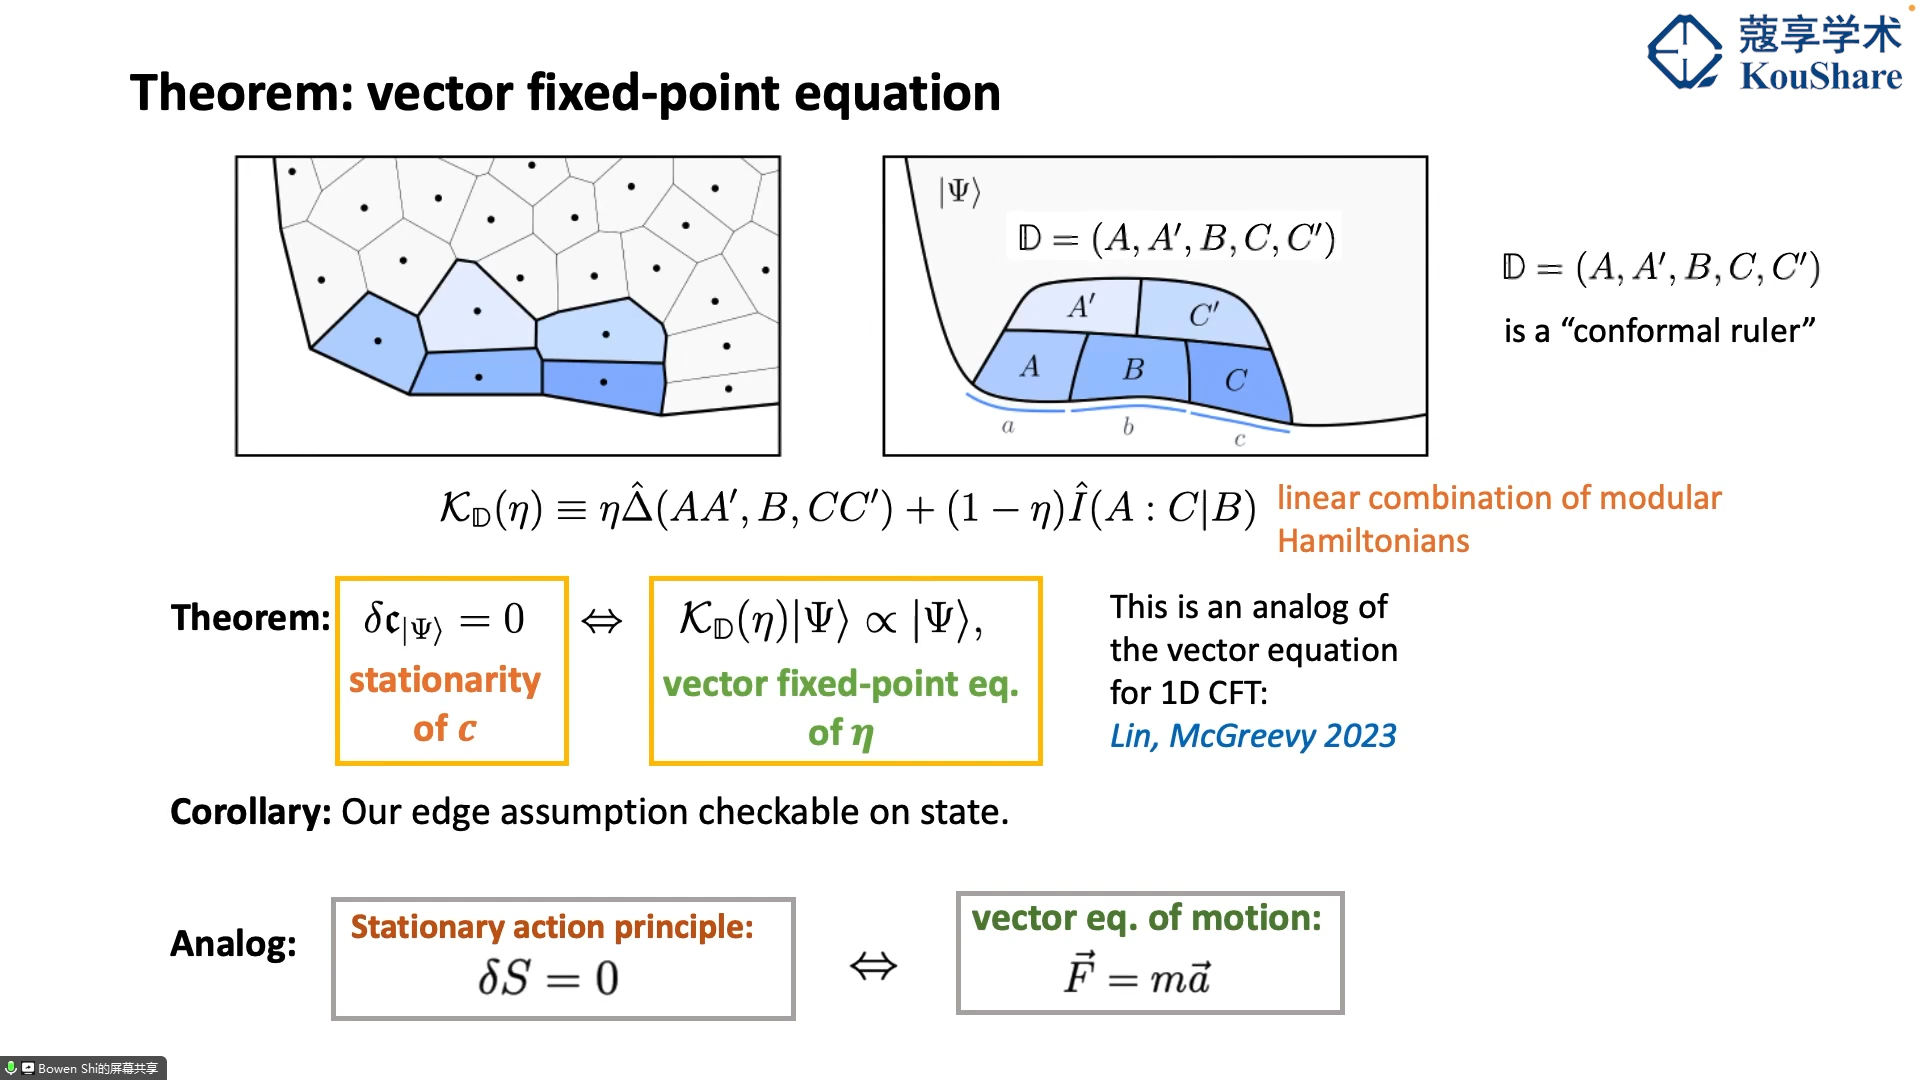 蔻享学术
KouShare
Theorem: vector fixed-point equation
|Ψ⟩
𝔻 = (A, A′, B, C, C′)
A′
C′
A
B
C
a
b
c
𝔻 = (A, A′, B, C, C′)
is a “conformal ruler”
𝒦_𝔻(η) ≡ ηΔ̂(AA′, B, CC′) + (1 − η)Î(A : C|B)
linear combination of modular
Hamiltonians
Theorem:
δ𝔠_|Ψ⟩ = 0
stationarity
of c
⇔
𝒦_𝔻(η)|Ψ⟩ ∝ |Ψ⟩,
vector fixed-point eq.
of η
This is an analog of
the vector equation
for 1D CFT:
Lin, McGreevy 2023
Corollary: Our edge assumption checkable on state.
Analog:
Stationary action principle:
δS = 0
⇔
vector eq. of motion:
F⃗ = ma⃗
Bowen Shi的屏幕共享